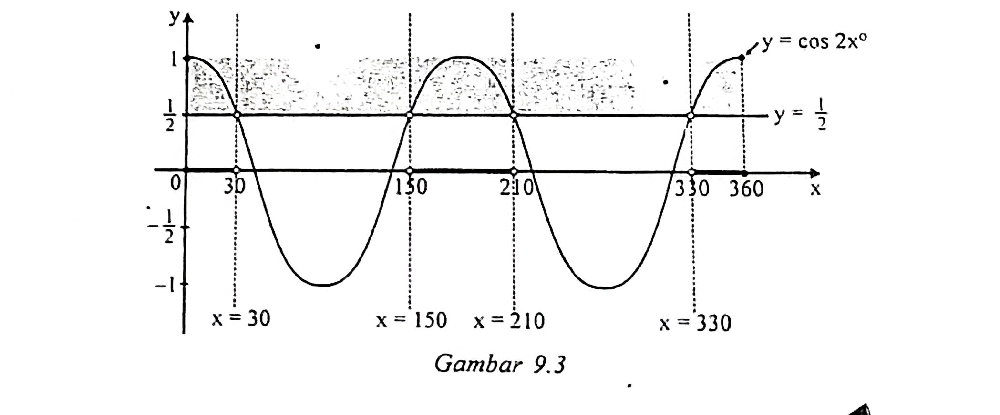 y
y = cos 2x°
1
1/2
y = 1/2
0 30 150 210 330 360 x
-1/2
-1
x = 30 x = 150 x = 210 x = 330
Gambar 9.3